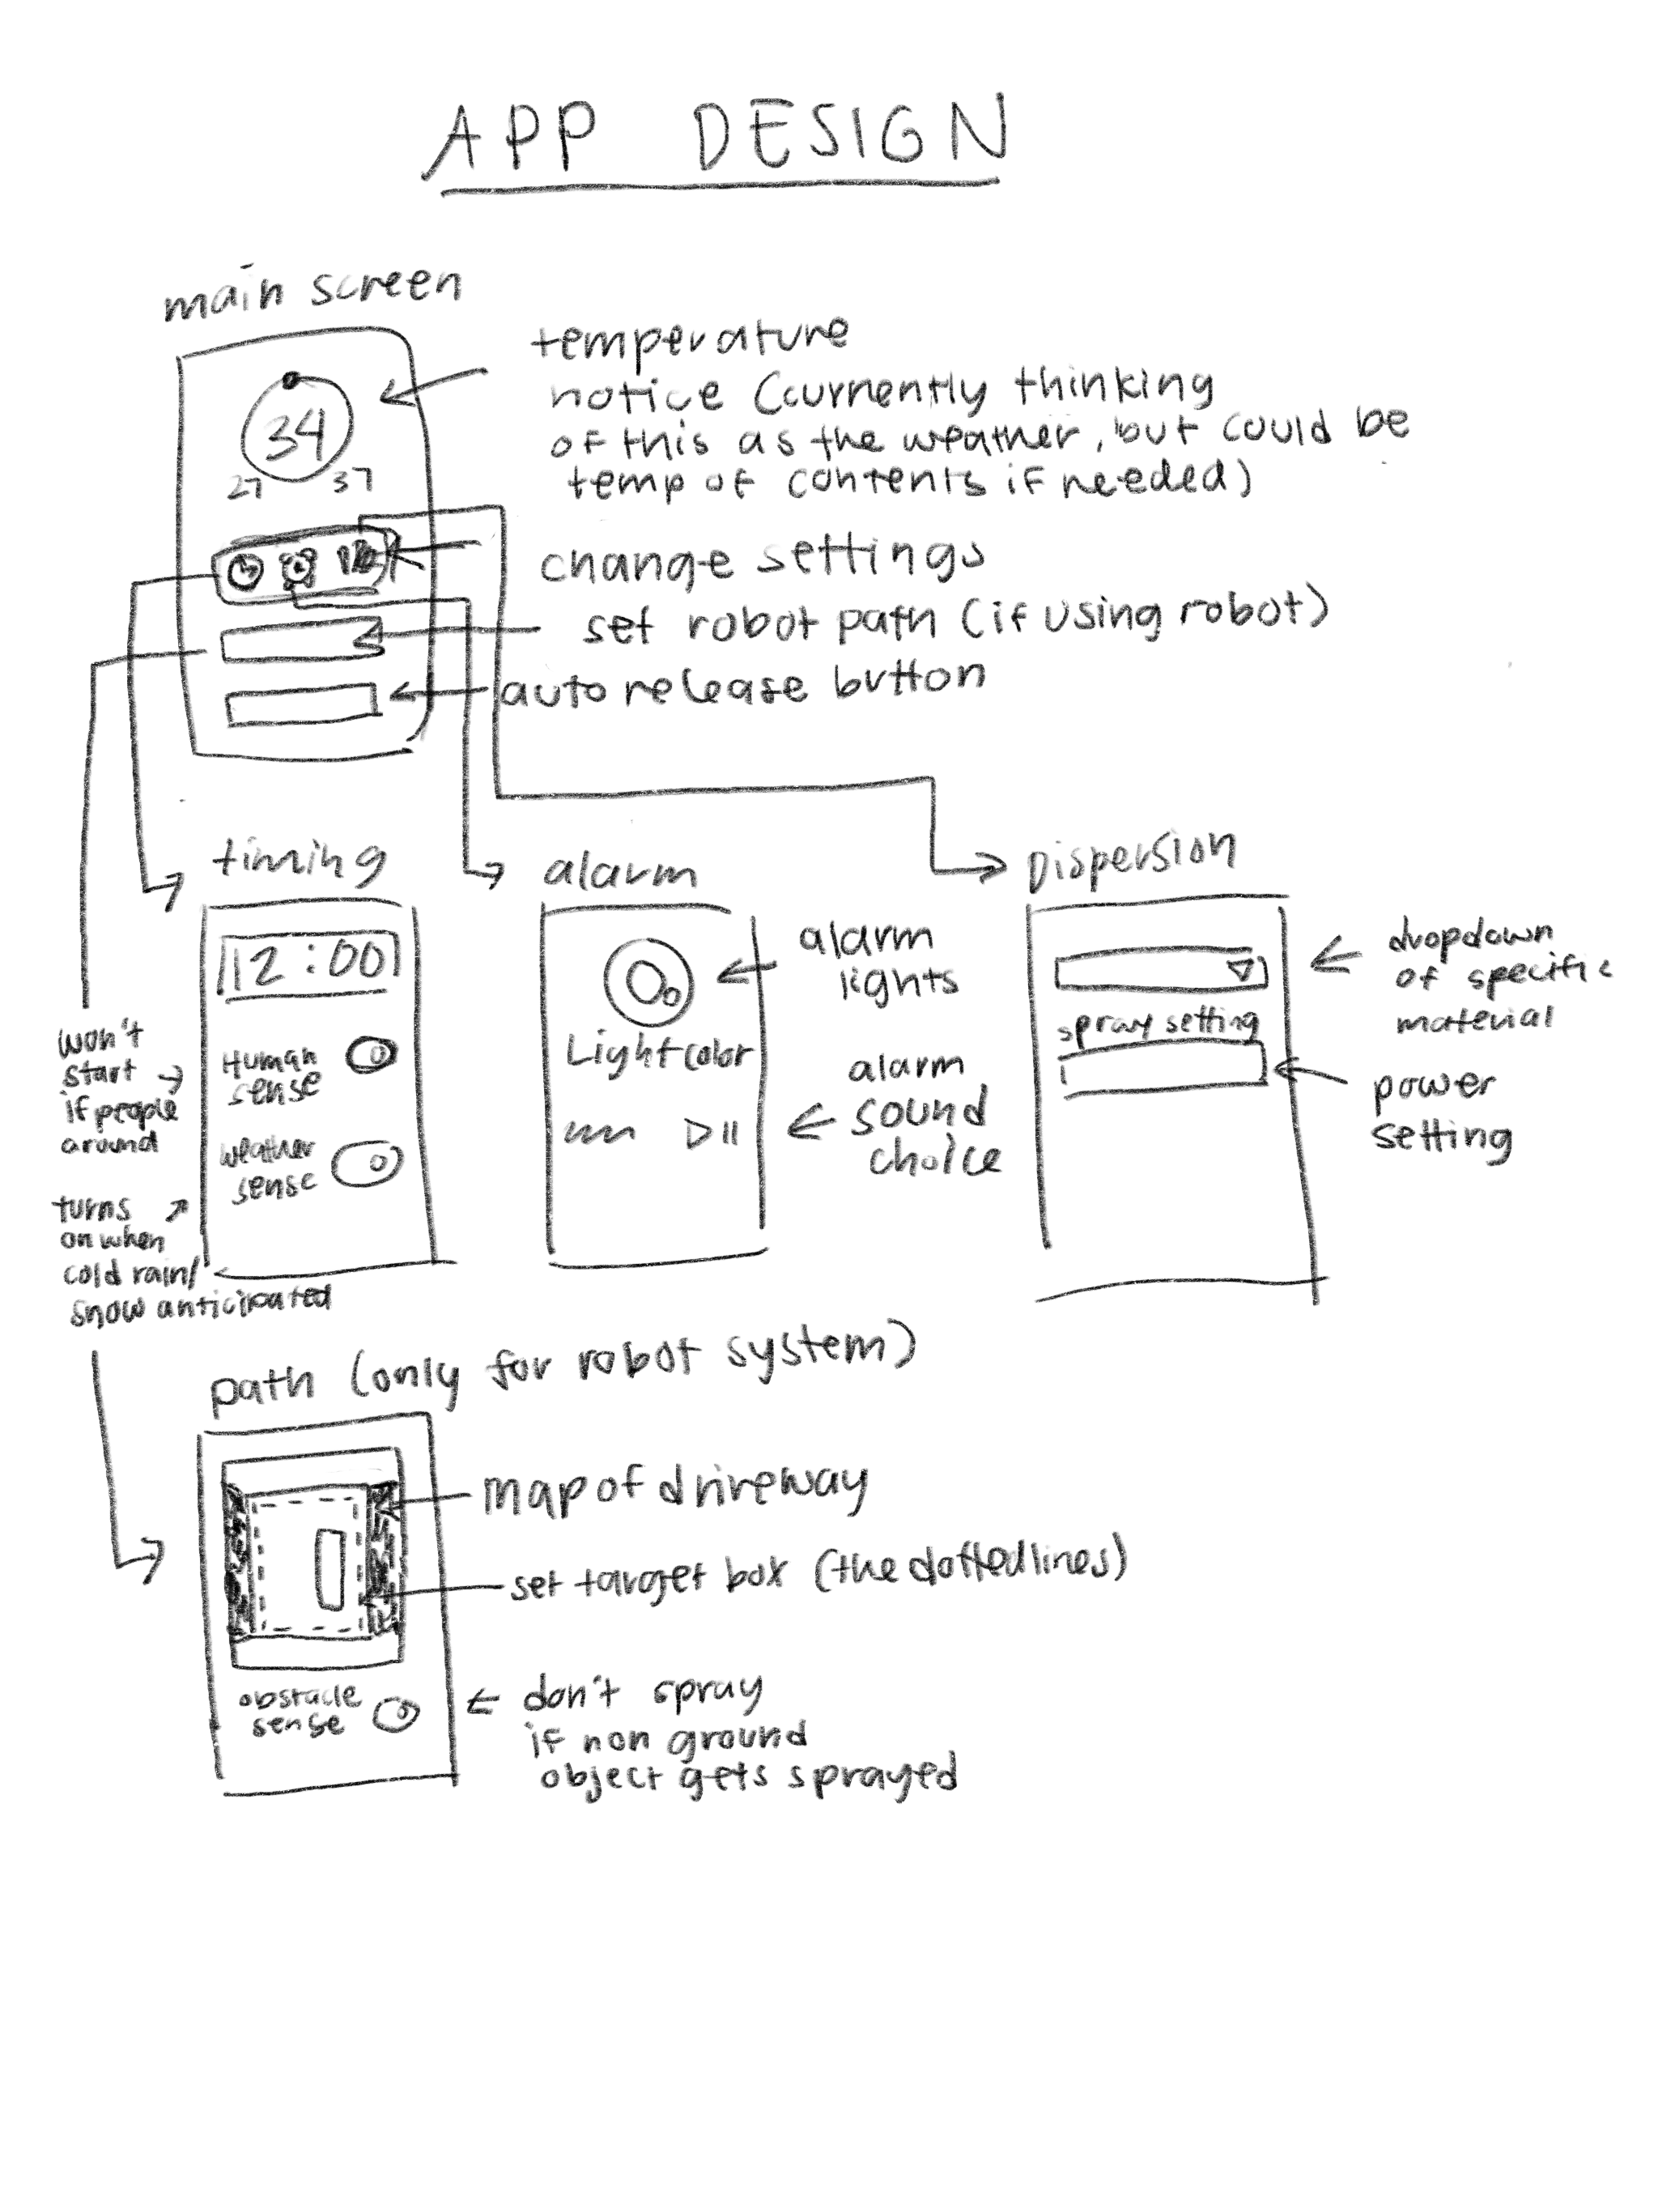 APP DESIGN
main screen
temperature
notice (currently thinking
of this as the weather, but could be
temp of contents if needed)
34
27 37
change settings
set robot path (if using robot)
auto release button
timing
12:00
Human
sense
weather
sense
won't
start
if people
around
turns
on when
cold rain/
snow anticipated
alarm
Light color
alarm
lights
alarm
sound
choice
Dispersion
spray setting
dropdown
of specific
material
power
setting
path (only for robot system)
map of driveway
set target box (the dotted lines)
obstacle
sense
don't spray
if non ground
object gets sprayed